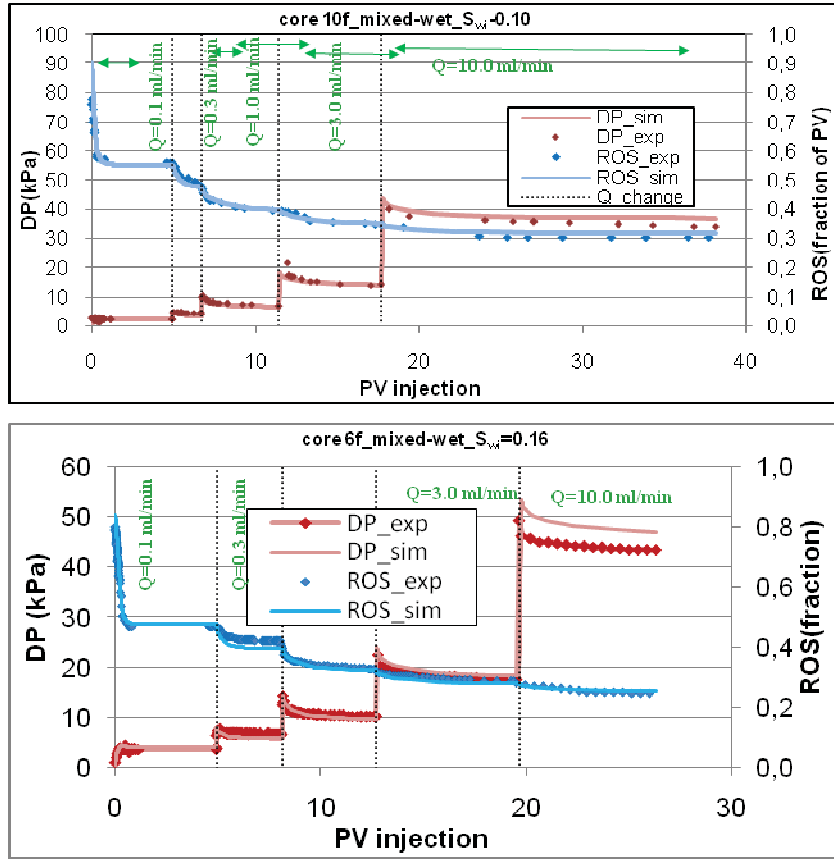 core 10f_mixed-wet_Swi-0.10
100
90
80
70
60
50
40
30
20
10
0
DP(kPa)
1,0
0,9
0,8
0,7
0,6
0,5
0,4
0,3
0,2
0,1
0,0
ROS(fraction of PV)
Q=0.1 ml/min
Q=0.3 ml/min
Q=1.0 ml/min
Q=3.0 ml/min
Q=10.0 ml/min
DP_sim
DP_exp
ROS_exp
ROS_sim
Q_change
0
10
20
30
40
PV injection
core 6f_mixed-wet_Swi=0.16
60
50
40
30
20
10
0
DP (kPa)
1,0
0,8
0,6
0,4
0,2
0,0
ROS(fraction)
Q=0.1 ml/min
Q=0.3 ml/min
Q=3.0 ml/min
Q=10.0 ml/min
DP_exp
DP_sim
ROS_exp
ROS_sim
0
10
20
30
PV injection